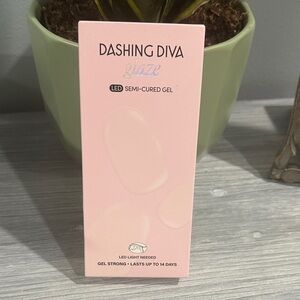 DASHING DIVA
glaze
LED SEMI-CURED GEL
LED LIGHT NEEDED
GEL STRONG • LASTS UP TO 14 DAYS